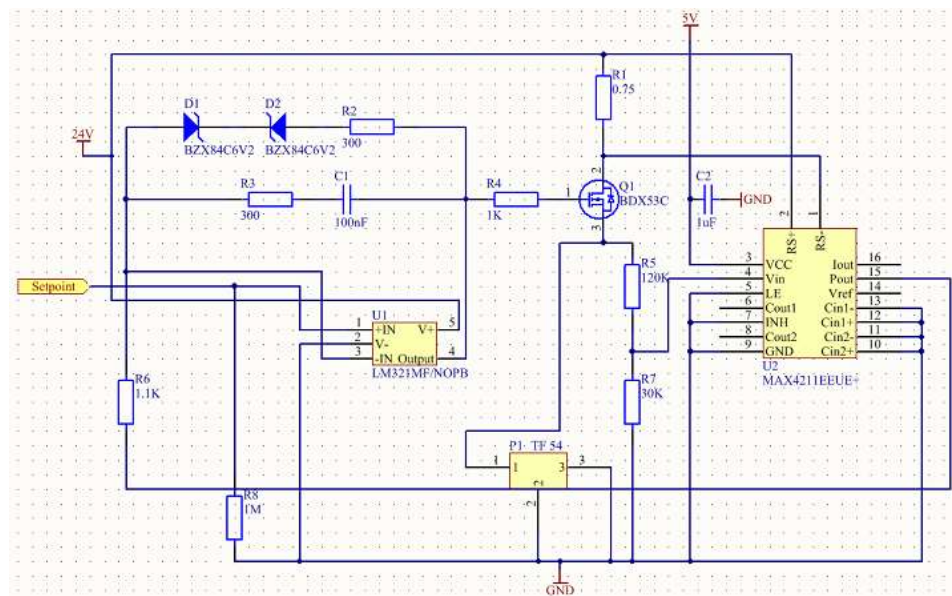 5V
24V
D1
BZX84C6V2
D2
BZX84C6V2
R2
300
R1
0.75
R3
300
C1
100nF
R4
1K
1
2
3
Q1
BDX53C
C2
1uF
GND
2
1
RS+
RS-
3 VCC Iout 16
4 Vin Pout 15
5 LE Vref 14
6 Cout1 Cin1- 13
7 INH Cin1+ 12
8 Cout2 Cin2- 11
9 GND Cin2+ 10
U2
MAX4211EEUE+
Setpoint
R5
120K
U1
1 +IN V+ 5
2 V-
3 -IN Output 4
LM321MF/NOPB
R6
1.1K
R7
30K
P1 TF 54
1 1 3 3
2
2
R8
1M
GND